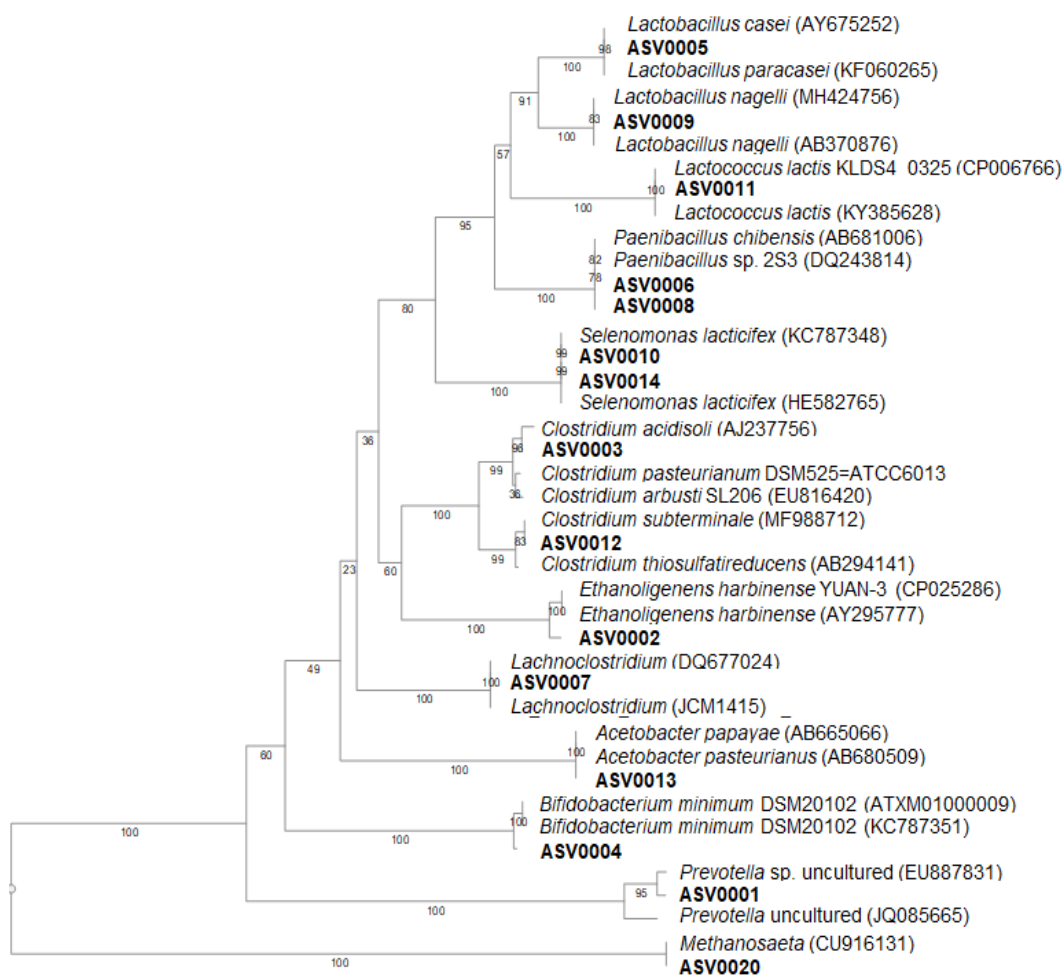 Lactobacillus casei (AY675252)
98 ASV0005
100 Lactobacillus paracasei (KF060265)
91 Lactobacillus nagelli (MH424756)
83 ASV0009
100 Lactobacillus nagelli (AB370876)
57 Lactococcus lactis KLDS4_0325 (CP006766)
100 ASV0011
100 Lactococcus lactis (KY385628)
95 Paenibacillus chibensis (AB681006)
82 Paenibacillus sp. 2S3 (DQ243814)
78 ASV0006
100 ASV0008
80
Selenomonas lacticifex (KC787348)
99 ASV0010
99 ASV0014
100 Selenomonas lacticifex (HE582765)
Clostridium acidisoli (AJ237756)
36 96 ASV0003
99 Clostridium pasteurianum DSM525=ATCC6013
36 Clostridium arbusti SL206 (EU816420)
100 Clostridium subterminale (MF988712)
83 ASV0012
23 60 99 Clostridium thiosulfatireducens (AB294141)
Ethanoligenens harbinense YUAN-3 (CP025286)
100 Ethanoligenens harbinense (AY295777)
100 ASV0002
49 Lachnoclostridium (DQ677024)
100 ASV0007
100 Lachnoclostridium (JCM1415)
Acetobacter papayae (AB665066)
60 100 Acetobacter pasteurianus (AB680509)
100 ASV0013
Bifidobacterium minimum DSM20102 (ATXM01000009)
100 100 Bifidobacterium minimum DSM20102 (KC787351)
100 ASV0004
Prevotella sp. uncultured (EU887831)
95 ASV0001
100 Prevotella uncultured (JQ085665)
Methanosaeta (CU916131)
100 ASV0020